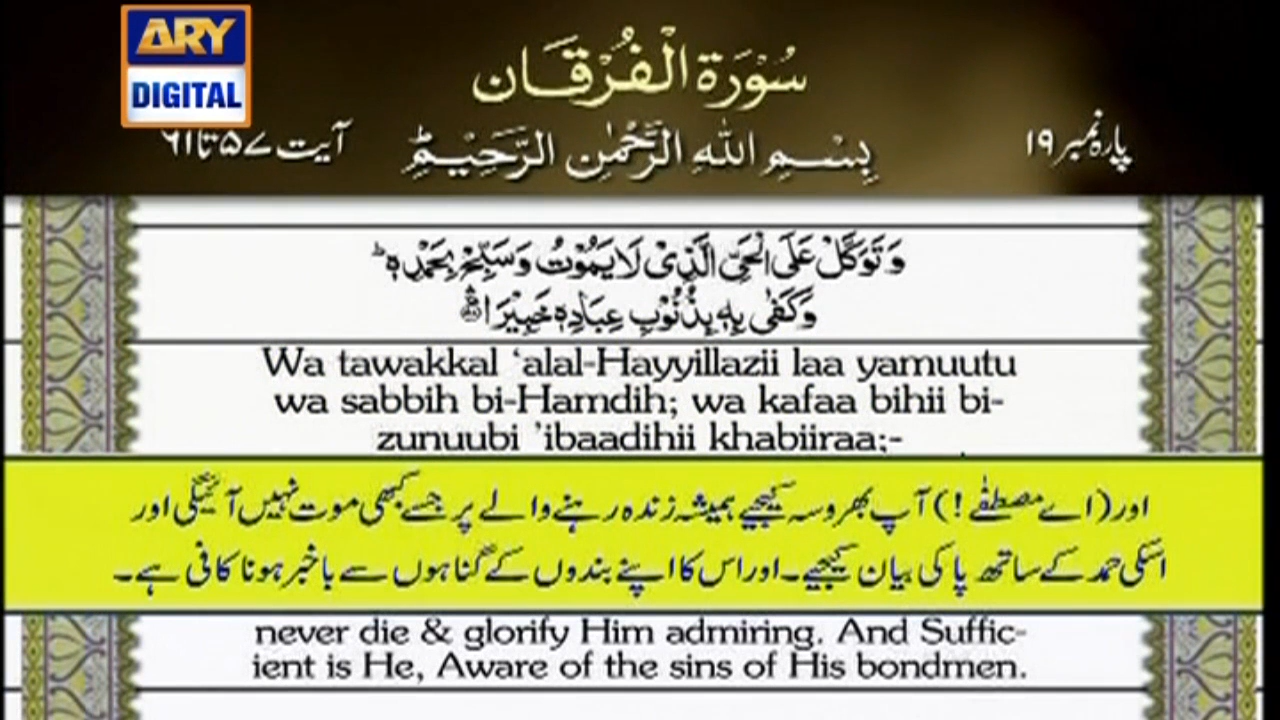 ARY
DIGITAL
سُوْرَةُ الْفُرْقَان
پارہ نمبر ۱۹
بِسْمِ اللهِ الرَّحْمٰنِ الرَّحِيْمِ
آیت ۵۷ تا ۶۱
وَتَوَكَّلْ عَلَى الْحَيِّ الَّذِيْ لَا يَمُوْتُ وَسَبِّحْ بِحَمْدِهٖ ؕ
وَكَفٰى بِهٖ بِذُنُوْبِ عِبَادِهٖ خَبِيْرَا
Wa tawakkal ‘alal-Hayyillazii laa yamuutu
wa sabbih bi-Hamdih; wa kafaa bihii bi-
zunuubi ’ibaadihii khabiiraa;-
اور (اے مصطفٰے !) آپ بھروسہ کیجیے ہمیشہ زندہ رہنے والے پر جسے کبھی موت نہیں آئیگی اور
اسکی حمد کے ساتھ پاکی بیان کیجیے۔ اور اس کا اپنے بندوں کے گناہوں سے باخبر ہونا کافی ہے۔
never die & glorify Him admiring. And Suffic-
ient is He, Aware of the sins of His bondmen.